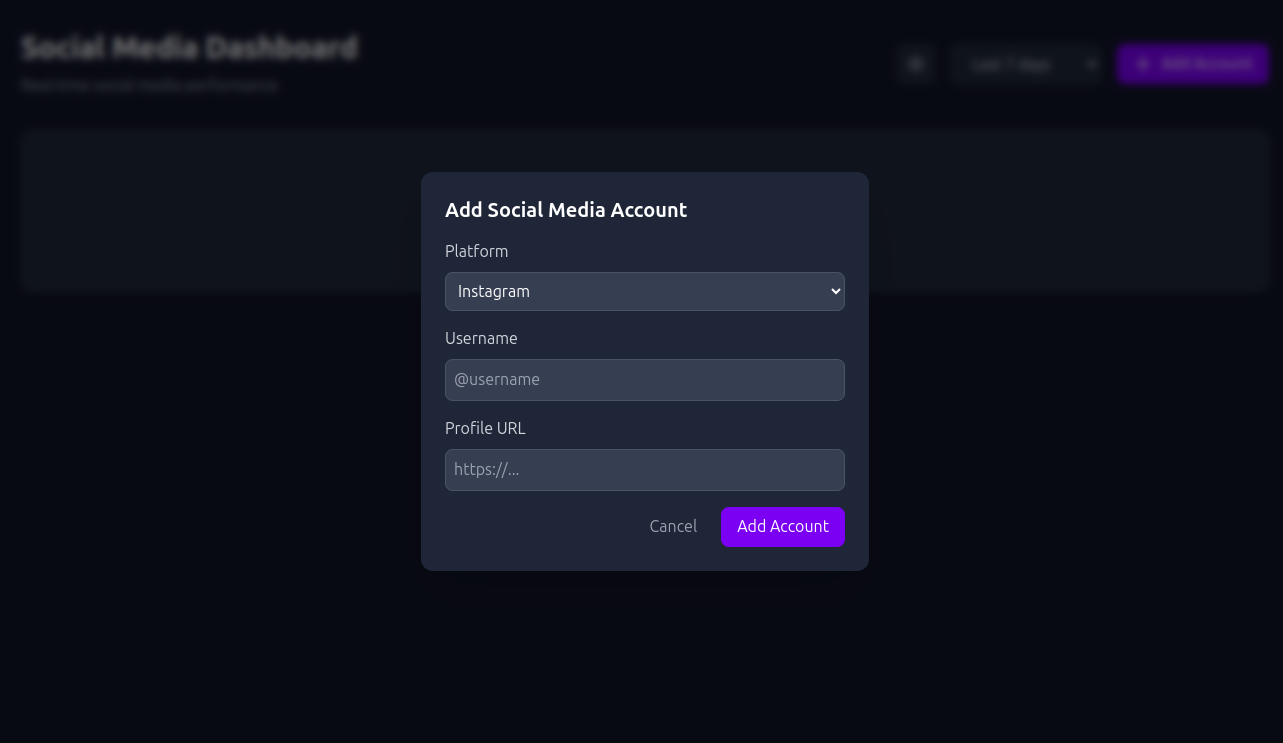 Social Media Dashboard
Real-time social media performance
Last 7 days
Add Account
Add Social Media Account
Platform
Instagram
Username
@username
Profile URL
https://...
Cancel
Add Account